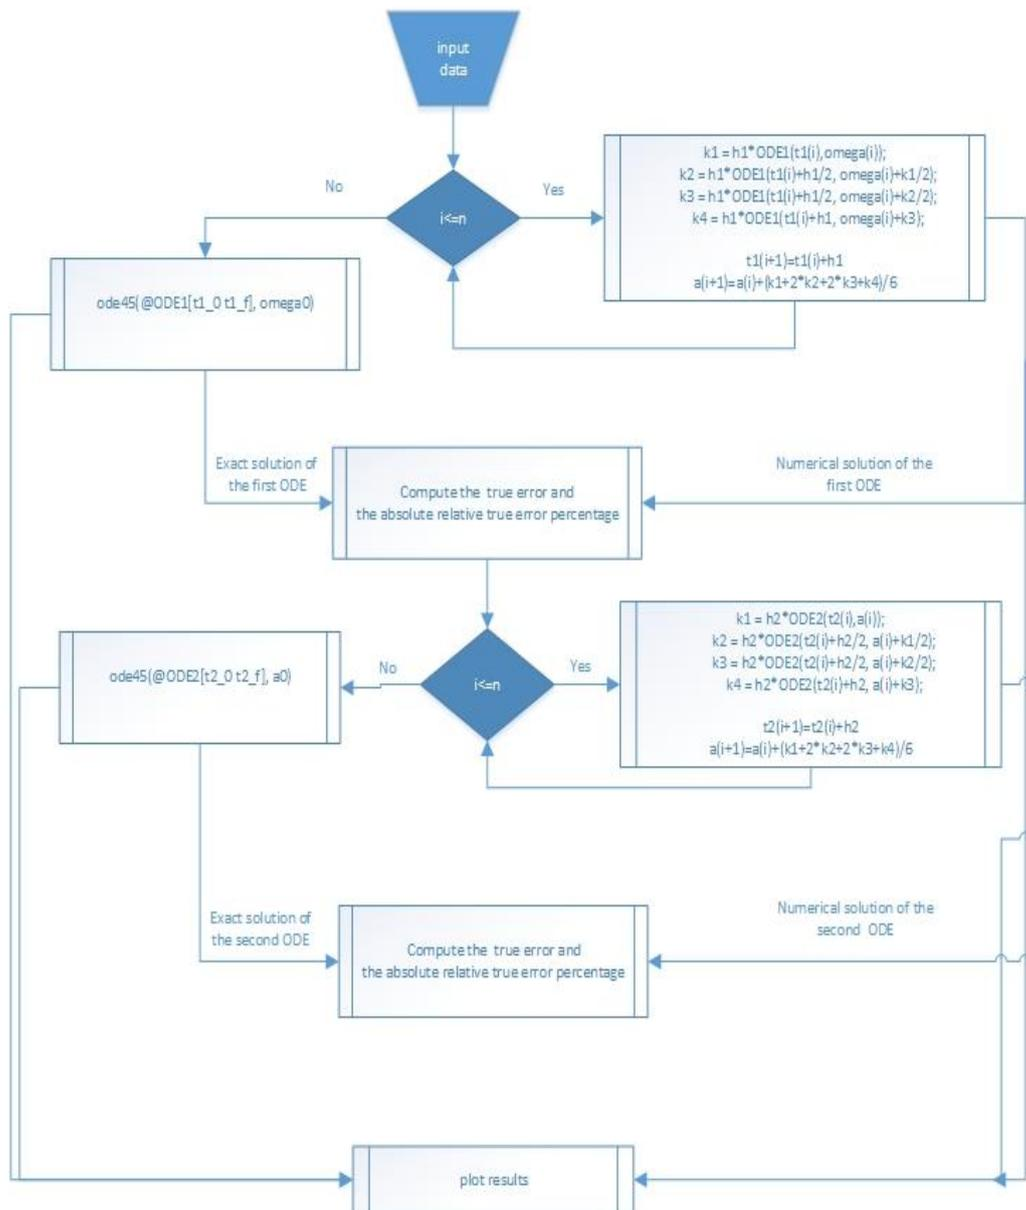 input
data
No
i<=n
Yes
k1 = h1*ODE1(t1(i),omega(i));
k2 = h1*ODE1(t1(i)+h1/2, omega(i)+k1/2);
k3 = h1*ODE1(t1(i)+h1/2, omega(i)+k2/2);
k4 = h1*ODE1(t1(i)+h1, omega(i)+k3);
t1(i+1)=t1(i)+h1
a(i+1)=a(i)+(k1+2*k2+2*k3+k4)/6
ode45(@ODE1[t1_0 t1_f], omega0)
Exact solution of
the first ODE
Compute the true error and
the absolute relative true error percentage
Numerical solution of the
first ODE
ode45(@ODE2[t2_0 t2_f], a0)
No
i<=n
Yes
k1 = h2*ODE2(t2(i),a(i));
k2 = h2*ODE2(t2(i)+h2/2, a(i)+k1/2);
k3 = h2*ODE2(t2(i)+h2/2, a(i)+k2/2);
k4 = h2*ODE2(t2(i)+h2, a(i)+k3);
t2(i+1)=t2(i)+h2
a(i+1)=a(i)+(k1+2*k2+2*k3+k4)/6
Exact solution of
the second ODE
Compute the true error and
the absolute relative true error percentage
Numerical solution of the
second ODE
plot results